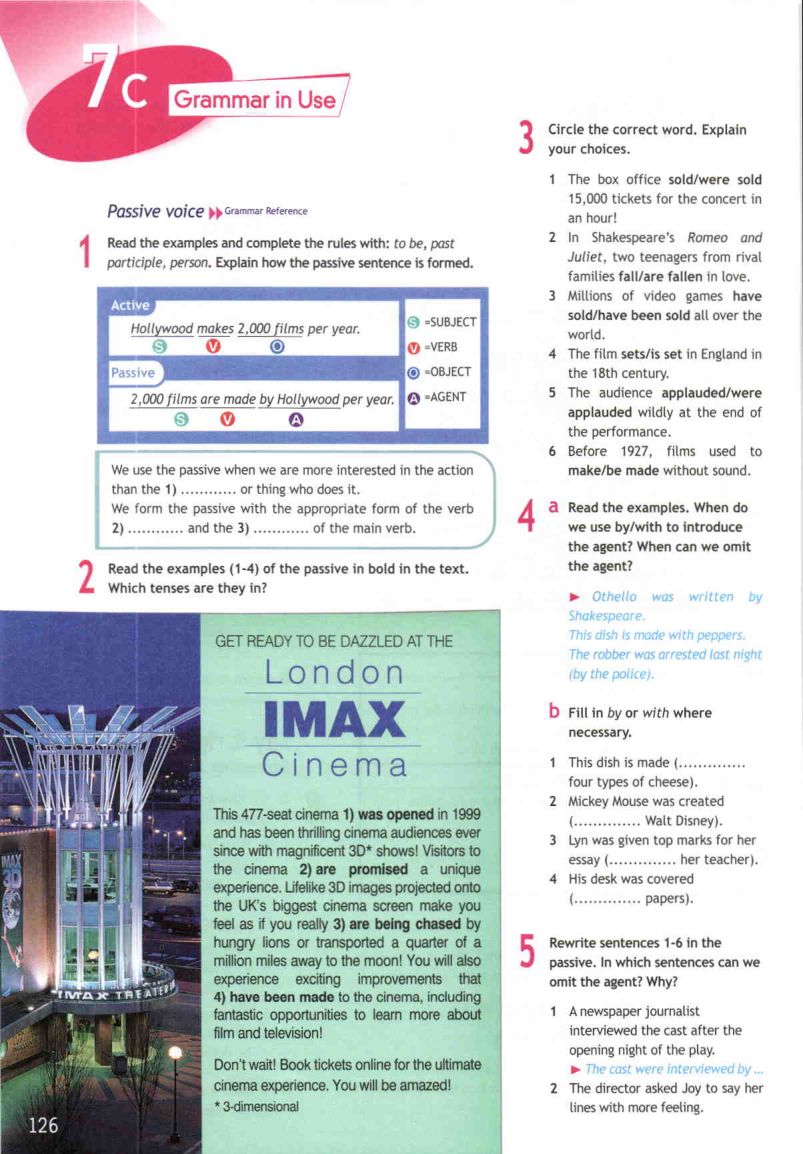 7c Grammar in Use
Passive voice Grammar Reference
1 Read the examples and complete the rules with: to be, past
participle, person. Explain how the passive sentence is formed.
Active
Hollywood makes 2,000 films per year.
S V O
Passive
2,000 films are made by Hollywood per year.
S V A
S =SUBJECT
V =VERB
O =OBJECT
A =AGENT
We use the passive when we are more interested in the action
than the 1) ............ or thing who does it.
We form the passive with the appropriate form of the verb
2) ............ and the 3) ............ of the main verb.
2 Read the examples (1-4) of the passive in bold in the text.
Which tenses are they in?
GET READY TO BE DAZZLED AT THE
London
IMAX
Cinema
This 477-seat cinema 1) was opened in 1999
and has been thrilling cinema audiences ever
since with magnificent 3D* shows! Visitors to
the cinema 2) are promised a unique
experience. Lifelike 3D images projected onto
the UK's biggest cinema screen make you
feel as if you really 3) are being chased by
hungry lions or transported a quarter of a
million miles away to the moon! You will also
experience exciting improvements that
4) have been made to the cinema, including
fantastic opportunities to learn more about
film and television!
Don't wait! Book tickets online for the ultimate
cinema experience. You will be amazed!
* 3-dimensional
IMAX
3D
IMAX THEATER
126
3 Circle the correct word. Explain
your choices.
1 The box office sold/were sold
15,000 tickets for the concert in
an hour!
2 In Shakespeare's Romeo and
Juliet, two teenagers from rival
families fall/are fallen in love.
3 Millions of video games have
sold/have been sold all over the
world.
4 The film sets/is set in England in
the 18th century.
5 The audience applauded/were
applauded wildly at the end of
the performance.
6 Before 1927, films used to
make/be made without sound.
4 a Read the examples. When do
we use by/with to introduce
the agent? When can we omit
the agent?
▶ Othello was written by
Shakespeare.
This dish is made with peppers.
The robber was arrested last night
(by the police).
b Fill in by or with where
necessary.
1 This dish is made (..............
four types of cheese).
2 Mickey Mouse was created
(.............. Walt Disney).
3 Lyn was given top marks for her
essay (.............. her teacher).
4 His desk was covered
(.............. papers).
5 Rewrite sentences 1-6 in the
passive. In which sentences can we
omit the agent? Why?
1 A newspaper journalist
interviewed the cast after the
opening night of the play.
▶ The cast were interviewed by ...
2 The director asked Joy to say her
lines with more feeling.